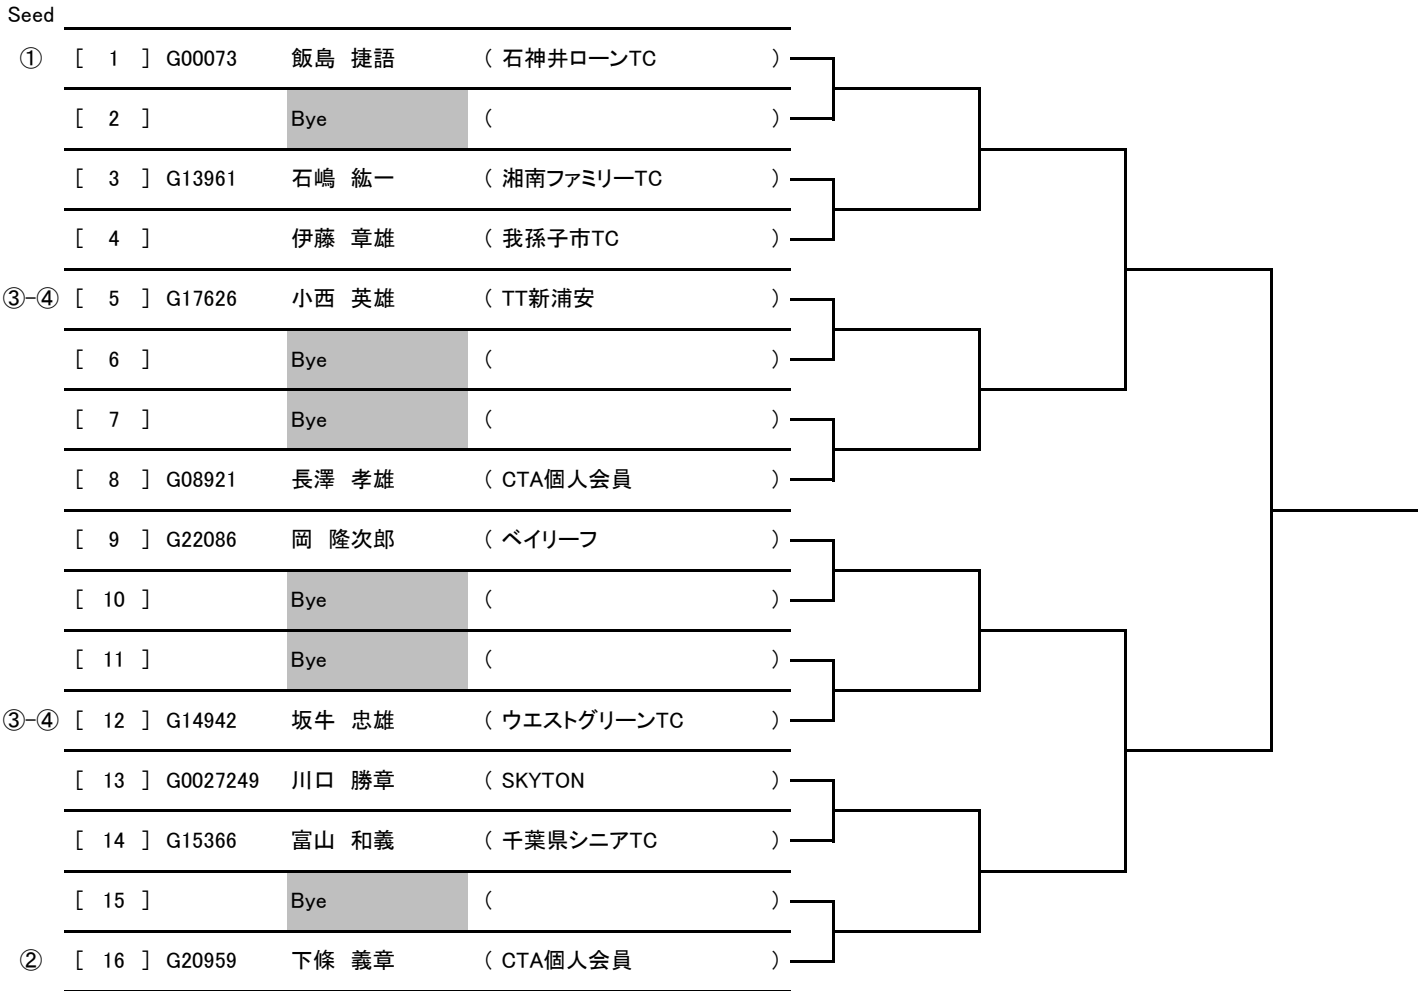 Seed
① [ 1 ] G00073 飯島 捷語 ( 石神井ローンTC )
[ 2 ] Bye ( )
[ 3 ] G13961 石嶋 紘一 ( 湘南ファミリーTC )
[ 4 ] 伊藤 章雄 ( 我孫子市TC )
③-④ [ 5 ] G17626 小西 英雄 ( TT新浦安 )
[ 6 ] Bye ( )
[ 7 ] Bye ( )
[ 8 ] G08921 長澤 孝雄 ( CTA個人会員 )
[ 9 ] G22086 岡 隆次郎 ( ベイリーフ )
[ 10 ] Bye ( )
[ 11 ] Bye ( )
③-④ [ 12 ] G14942 坂牛 忠雄 ( ウエストグリーンTC )
[ 13 ] G0027249 川口 勝章 ( SKYTON )
[ 14 ] G15366 富山 和義 ( 千葉県シニアTC )
[ 15 ] Bye ( )
② [ 16 ] G20959 下條 義章 ( CTA個人会員 )